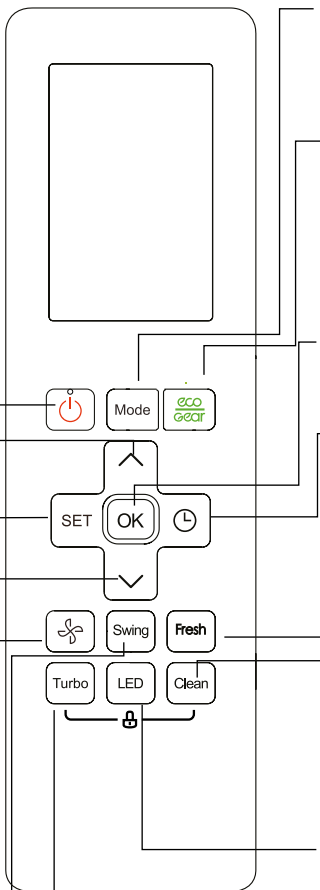 Mode
eco
Gear
SET
OK
Swing
Fresh
Turbo
LED
Clean